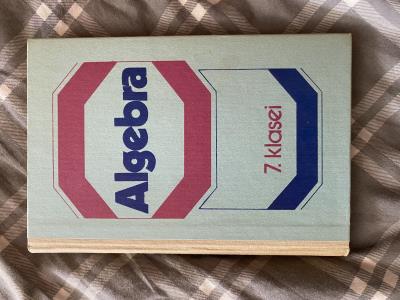 Algebra
7. klasei